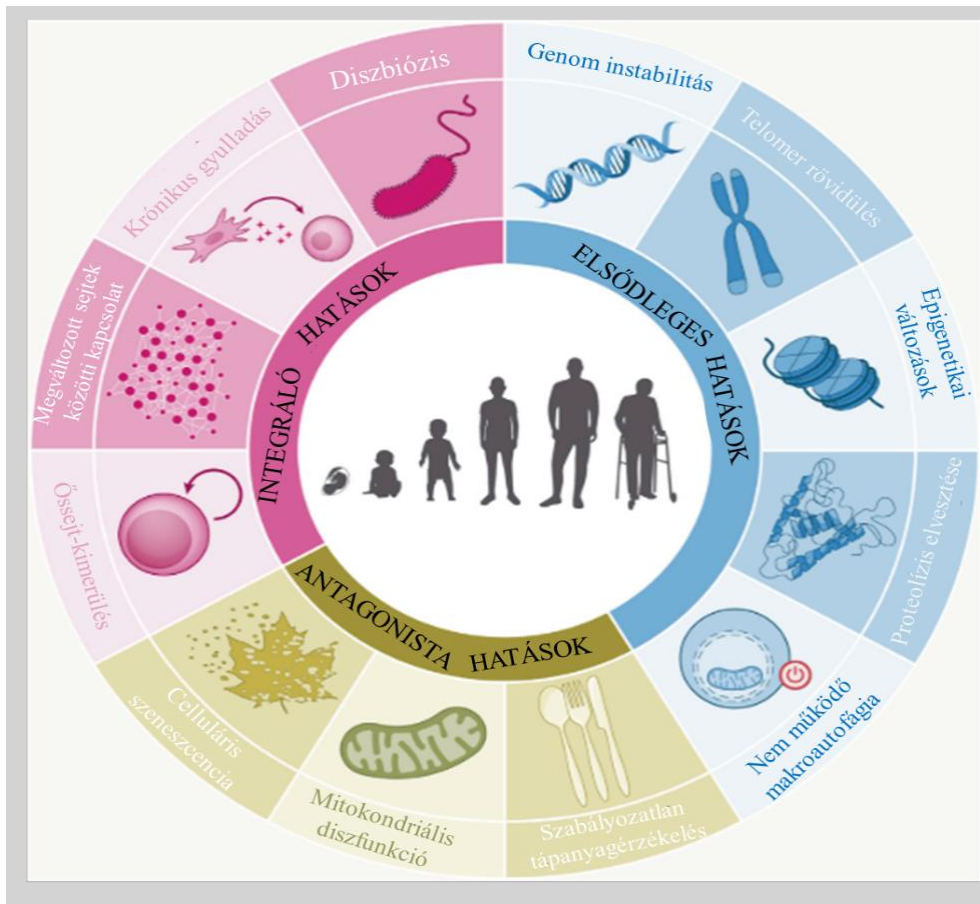 Diszbiózis
Genom instabilitás
Telomer rövidülés
Epigenetikai
változások
Proteolízis elvesztése
Nem működő
makroautofágia
Szabályozatlan
tápanyagérzékelés
Mitokondriális
diszfunkció
Celluláris
szeneszcencia
Őssejt-kimerülés
Megváltozott sejtek
közötti kapcsolat
Krónikus gyulladás
ELSŐDLEGES HATÁSOK
ANTAGONISTA HATÁSOK
INTEGRÁLÓ HATÁSOK